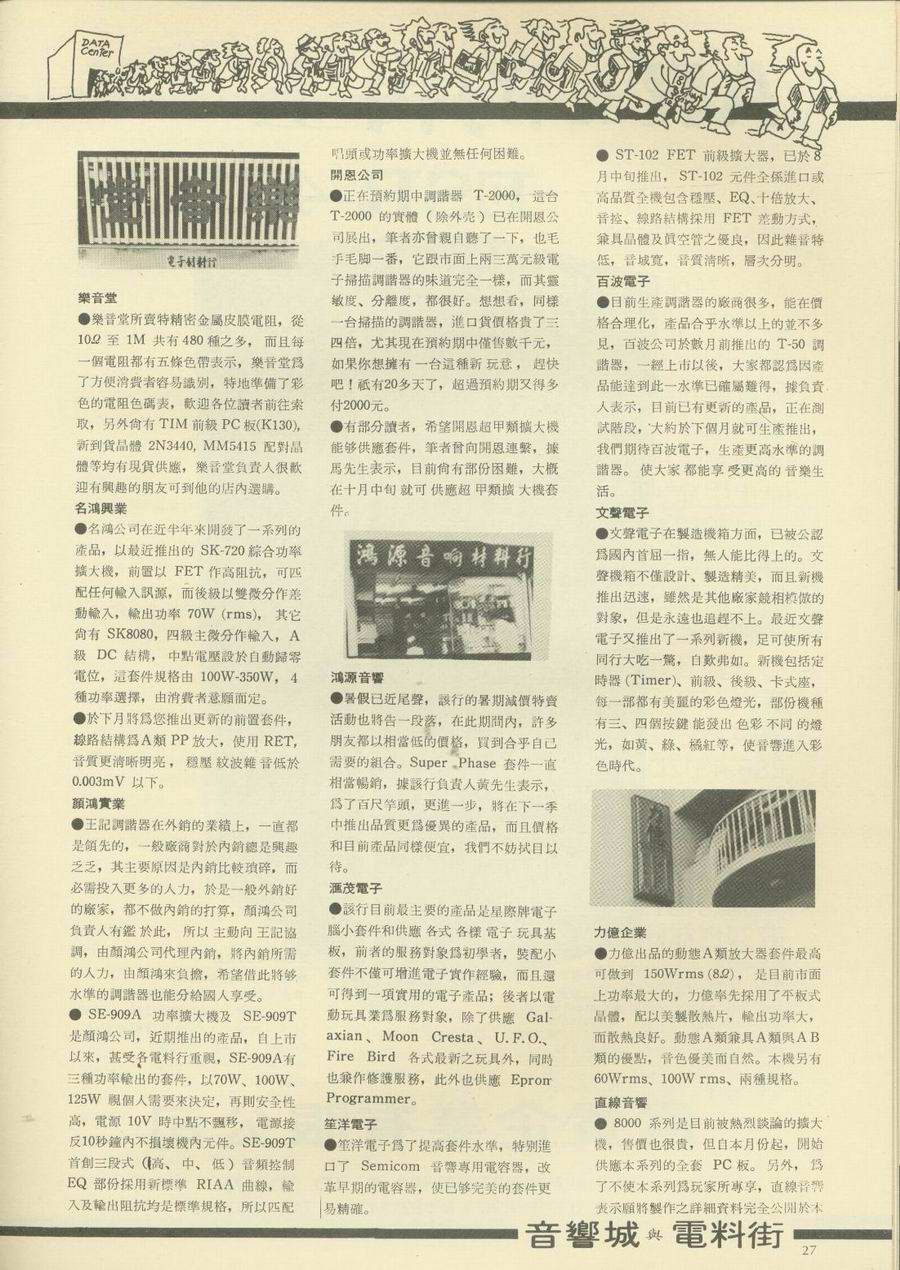 DATA
Center
電子材料行
樂音堂
●樂音堂所賣特精密金屬皮膜電阻，從
10Ω 至 1M 共有480種之多，而且每
一個電阻都有五條色帶表示，樂音堂爲
了方便消費者容易識別，特地準備了彩
色的電阻色碼表，歡迎各位讀者前往索
取，另外尙有TIM前級PC板(K130),
新到貨品體 2N3440, MM5415 配對晶
體等均有現貨供應，樂音堂負責人很歡
迎有興趣的朋友可到他的店內選購。
名鴻興業
●名鴻公司在近半年來開發了一系列的
產品，以最近推出的 SK-720綜合功率
擴大機，前置以 FET 作高阻抗，可匹
配任何輸入訊源，而後級以雙微分作差
動輸入，輸出功率 70W (rms)，其它
尙有 SK8080，四級主微分作輸入，A
級 DC 結構，中點電壓設於自動歸零
電位，這套件規格由 100W-350W，4
種功率選擇，由消費者意願而定。
●於下月將爲您推出更新的前置套件，
線路結構爲A類 PP放大，使用 RET,
音質更清晰明亮，穩壓紋波雜音低於
0.003mV 以下。
顏鴻實業
●王記調諧器在外銷的業績上，一直都
是領先的，一般廠商對於內銷總是興趣
乏乏，其主要原因是內銷比較瑣碎，而
必需投入更多的人力，於是一般外銷好
的廠家，都不做內銷的打算，顏鴻公司
負責人有鑑於此，所以主動向王記協
調，由顏鴻公司代理內銷，將內銷所需
的人力，由顏鴻來負擔，希望借此將够
水準的調諧器也能分給國人享受。
● SE-909A 功率擴大機及 SE-909T
是顏鴻公司，近期推出的產品，自上市
以來，甚受各電料行重視，SE-909A有
三種功率輸出的套件，以70W、100W、
125W 視個人需要來決定，再則安全性
高，電源 10V 時中點不飄移，電源接
反10秒鐘內不損壞機內元件。SE-909T
首創三段式（高、中、低）音頻控制
EQ 部份採用新標準 RIAA 曲線，輸
入及輸出阻抗均是標準規格，所以匹配
唱頭或功率擴大機並無任何困難。
開恩公司
●正在預約期中調諧器 T-2000，這台
T-2000 的實體（除外壳）已在開恩公
司展出，筆者亦曾親自聽了一下，也毛
手毛脚一番，它跟市面上兩三萬元級電
子掃描調諧器的味道完全一樣，而其靈
敏度、分離度，都很好。想想看，同樣
一台掃描的調諧器，進口貨價格貴了三
四倍，尤其現在預約期中僅售數千元，
如果你想擁有一台這種新玩意，趕快
吧！祇有20多天了，超過預約期又得多
付2000元。
●有部分讀者，希望開恩超甲類擴大機
能够供應套件，筆者曾向開恩連繫，據
馬先生表示，目前尙有部份困難，大概
在十月中旬就可供應超甲類擴大機套
件。
鴻源音响材料行
鴻源音響
●暑假已近尾聲，該行的暑期減價特賣
活動也將告一段落，在此期間內，許多
朋友都以相當低的價格，買到合乎自己
需要的組合。Super Phase 套件一直
相當暢銷，據該行負責人黃先生表示，
爲了百尺竿頭，更進一步，將在下一季
中推出品質更爲優異的產品，而且價格
和目前產品同樣便宜，我們不妨拭目以
待。
滙茂電子
●該行目前最主要的產品是星際牌電子
腦小套件和供應各式各樣電子玩具基
板，前者的服務對象爲初學者，裝配小
套件不僅可增進電子實作經驗，而且還
可得到一項實用的電子產品；後者以電
動玩具業爲服務對象，除了供應 Gal-
axian、Moon Cresta、U.F.O.、
Fire Bird 各式最新之玩具外，同時
也兼作修護服務，此外也供應 Eprom
Programmer。
笙洋電子
●笙洋電子爲了提高套件水準，特別進
口了 Semicom 音響專用電容器，改
革早期的電容器，使已够完美的套件更
易精確。
● ST-102 FET 前級擴大器，已於8
月中旬推出，ST-102 元件全係進口或
高品質全機包含穩壓、EQ、十倍放大、
音控、線路結構採用 FET 差動方式，
兼具晶體及眞空管之優良，因此雜音特
低，音域寬，音質清晰，層次分明。
百波電子
●目前生產調諧器的廠商很多，能在價
格合理化，產品合乎水準以上的並不多
見，百波公司於數月前推出的 T-50 調
諧器，一經上市以後，大家都認爲因產
品能達到此一水準已確屬難得，據負責
人表示，目前已有更新的產品，正在測
試階段，大約於下個月就可生產推出，
我們期待百波電子，生產更高水準的調
諧器。使大家都能享受更高的音樂生
活。
文聲電子
●文聲電子在製造機箱方面，已被公認
爲國內首屈一指，無人能比得上的。文
聲機箱不僅設計、製造精美，而且新機
推出迅速，雖然是其他廠家競相模倣的
對象，但是永遠也追趕不上。最近文聲
電子又推出了一系列新機，足可使所有
同行大吃一驚，自歎弗如。新機包括定
時器(Timer)、前級、後級、卡式座，
每一部都有美麗的彩色燈光，部份機種
有三、四個按鍵能發出色彩不同的燈
光，如黃、綠、橘紅等，使音響進入彩
色時代。
力億企業
●力億出品的動態A類放大器套件最高
可做到 150Wrms(8Ω)，是目前市面
上功率最大的，力億率先採用了平板式
晶體，配以美製散熱片，輸出功率大，
而散熱良好。動態A類兼具A類與AB
類的優點，音色優美而自然。本機另有
60Wrms、100W rms、兩種規格。
直線音響
● 8000 系列是目前被熱烈談論的擴大
機，售價也很貴，但自本月份起，開始
供應本系列的全套 PC板。另外，爲
了不使本系列爲玩家所專享，直線音響
表示願將製作之詳細資料完全公開於本
音響城與電料街
27